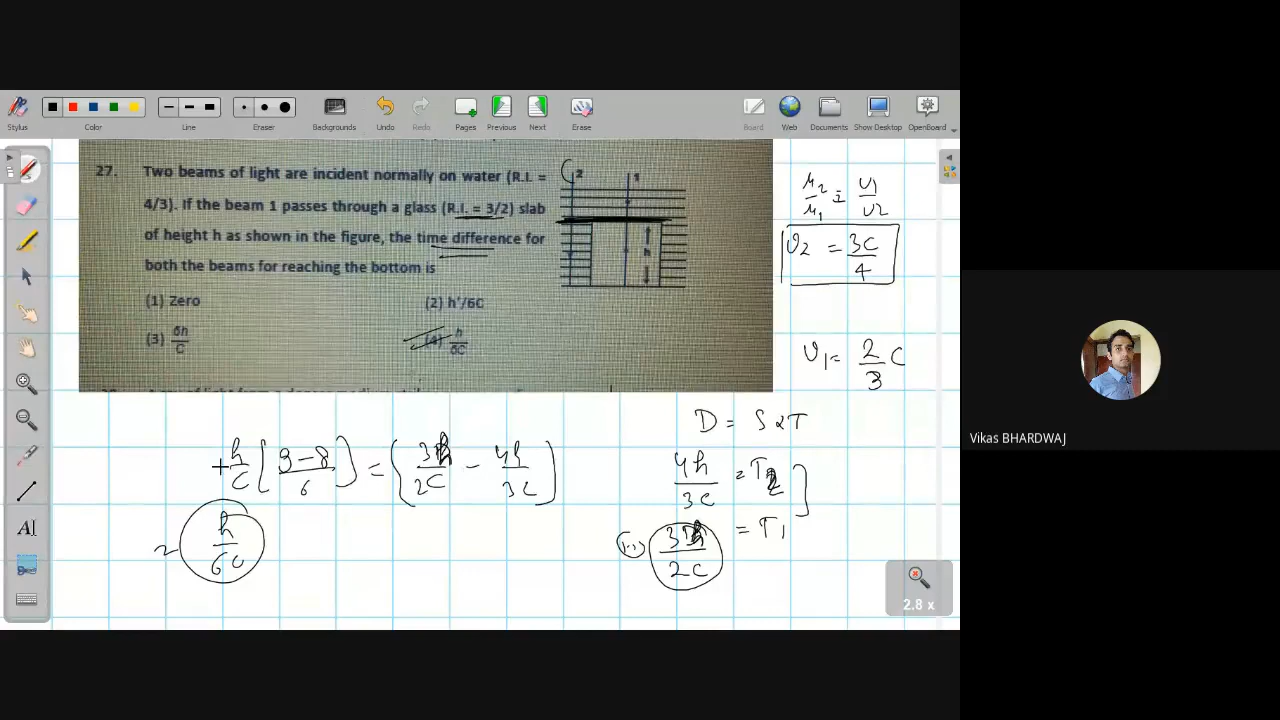 Stylus
Color
Line
Eraser
Backgrounds
Undo
Redo
Pages
Previous
Next
Erase
Board
Web
Documents
Show Desktop
OpenBoard
27. Two beams of light are incident normally on water (R.I. =
4/3). If the beam 1 passes through a glass (R.I. = 3/2) slab
of height h as shown in the figure, the time difference for
both the beams for reaching the bottom is
(1) Zero (2) h'/6C
(3) 6h/C (4) h/6C
2 1
h
μ2/μ1 = v1/v2
v2 = 3C/4
v1 = 2/3 C
D = S × T
4h/3C = T2
3h/2C = T1
+h/C [9-8/6] = (3h/2C - 4h/3C)
h/6C
Vikas BHARDWAJ
2.8 x